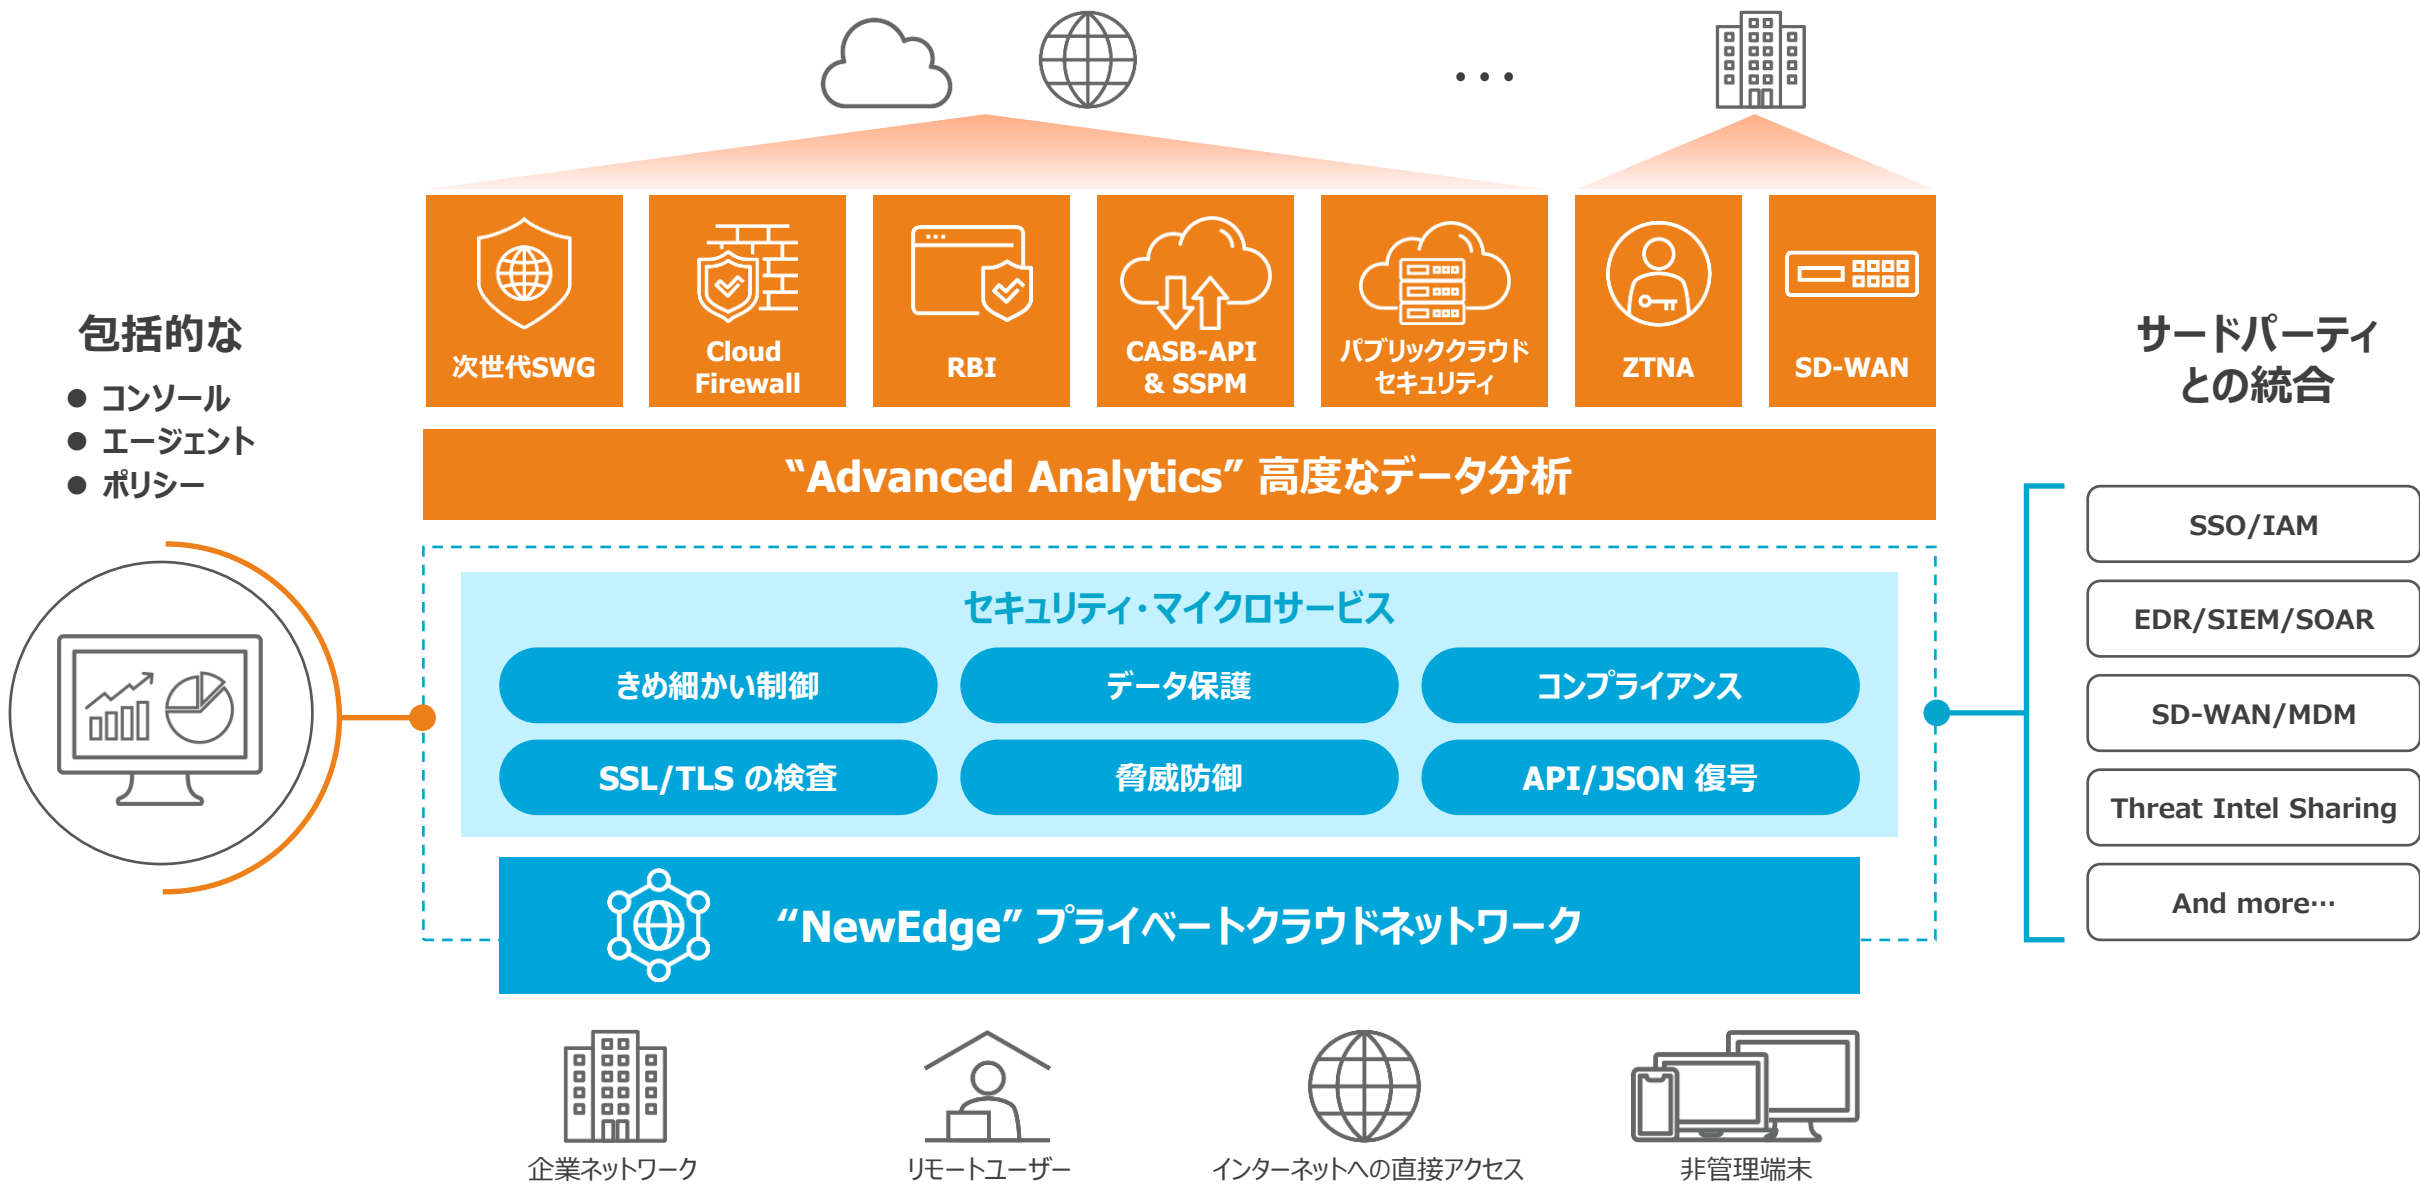 包括的な
● コンソール
● エージェント
● ポリシー
...
次世代SWG
Cloud
Firewall
RBI
CASB-API
& SSPM
パブリッククラウド
セキュリティ
ZTNA
SD-WAN
“Advanced Analytics” 高度なデータ分析
セキュリティ・マイクロサービス
きめ細かい制御
データ保護
コンプライアンス
SSL/TLS の検査
脅威防御
API/JSON 復号
“NewEdge” プライベートクラウドネットワーク
企業ネットワーク
リモートユーザー
インターネットへの直接アクセス
非管理端末
サードパーティ
との統合
SSO/IAM
EDR/SIEM/SOAR
SD-WAN/MDM
Threat Intel Sharing
And more…